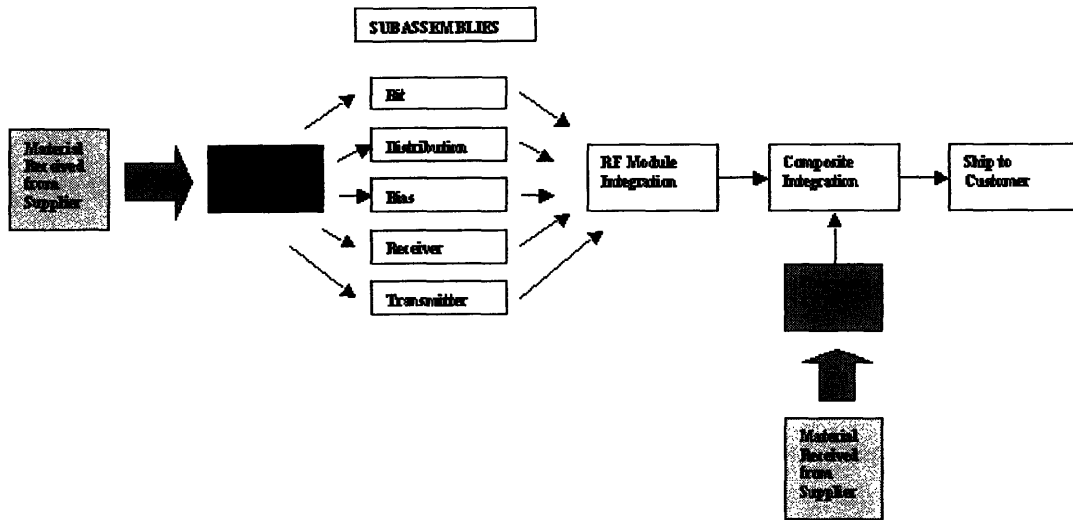 SUBASSEMBLIES
Bit
Material
Received
from
Supplier
Distribution
Bias
Receiver
Transmitter
RF Module
Integration
Composite
Integration
Ship to
Customer
Material
Received
from
Supplier